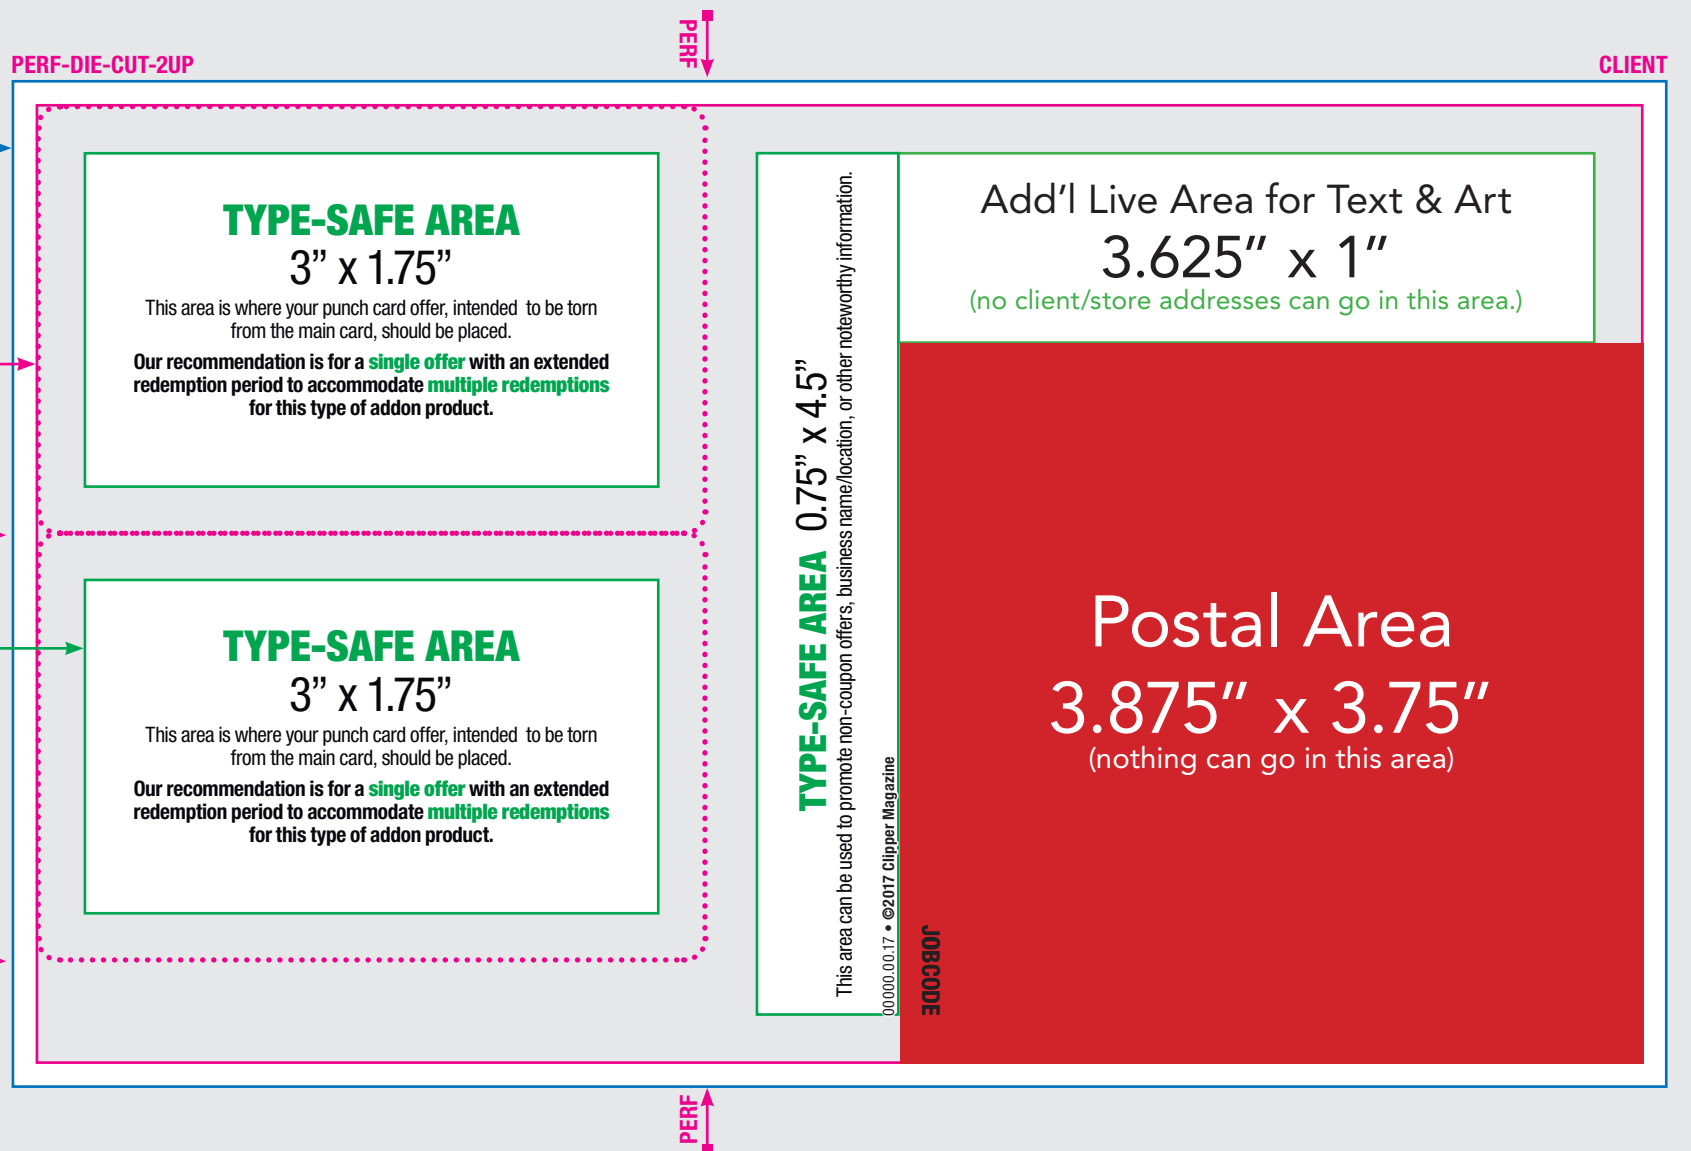 PERF
PERF-DIE-CUT-2UP
CLIENT
TYPE-SAFE AREA
3” x 1.75”
This area is where your punch card offer, intended to be torn
from the main card, should be placed.
Our recommendation is for a single offer with an extended
redemption period to accommodate multiple redemptions
for this type of addon product.
TYPE-SAFE AREA
3” x 1.75”
This area is where your punch card offer, intended to be torn
from the main card, should be placed.
Our recommendation is for a single offer with an extended
redemption period to accommodate multiple redemptions
for this type of addon product.
TYPE-SAFE AREA 0.75” x 4.5”
This area can be used to promote non-coupon offers, business name/location, or other noteworthy information.
00000.00.17 • ©2017 Clipper Magazine
JOBCODE
Add’l Live Area for Text & Art
3.625” x 1”
(no client/store addresses can go in this area.)
Postal Area
3.875” x 3.75”
(nothing can go in this area)
PERF